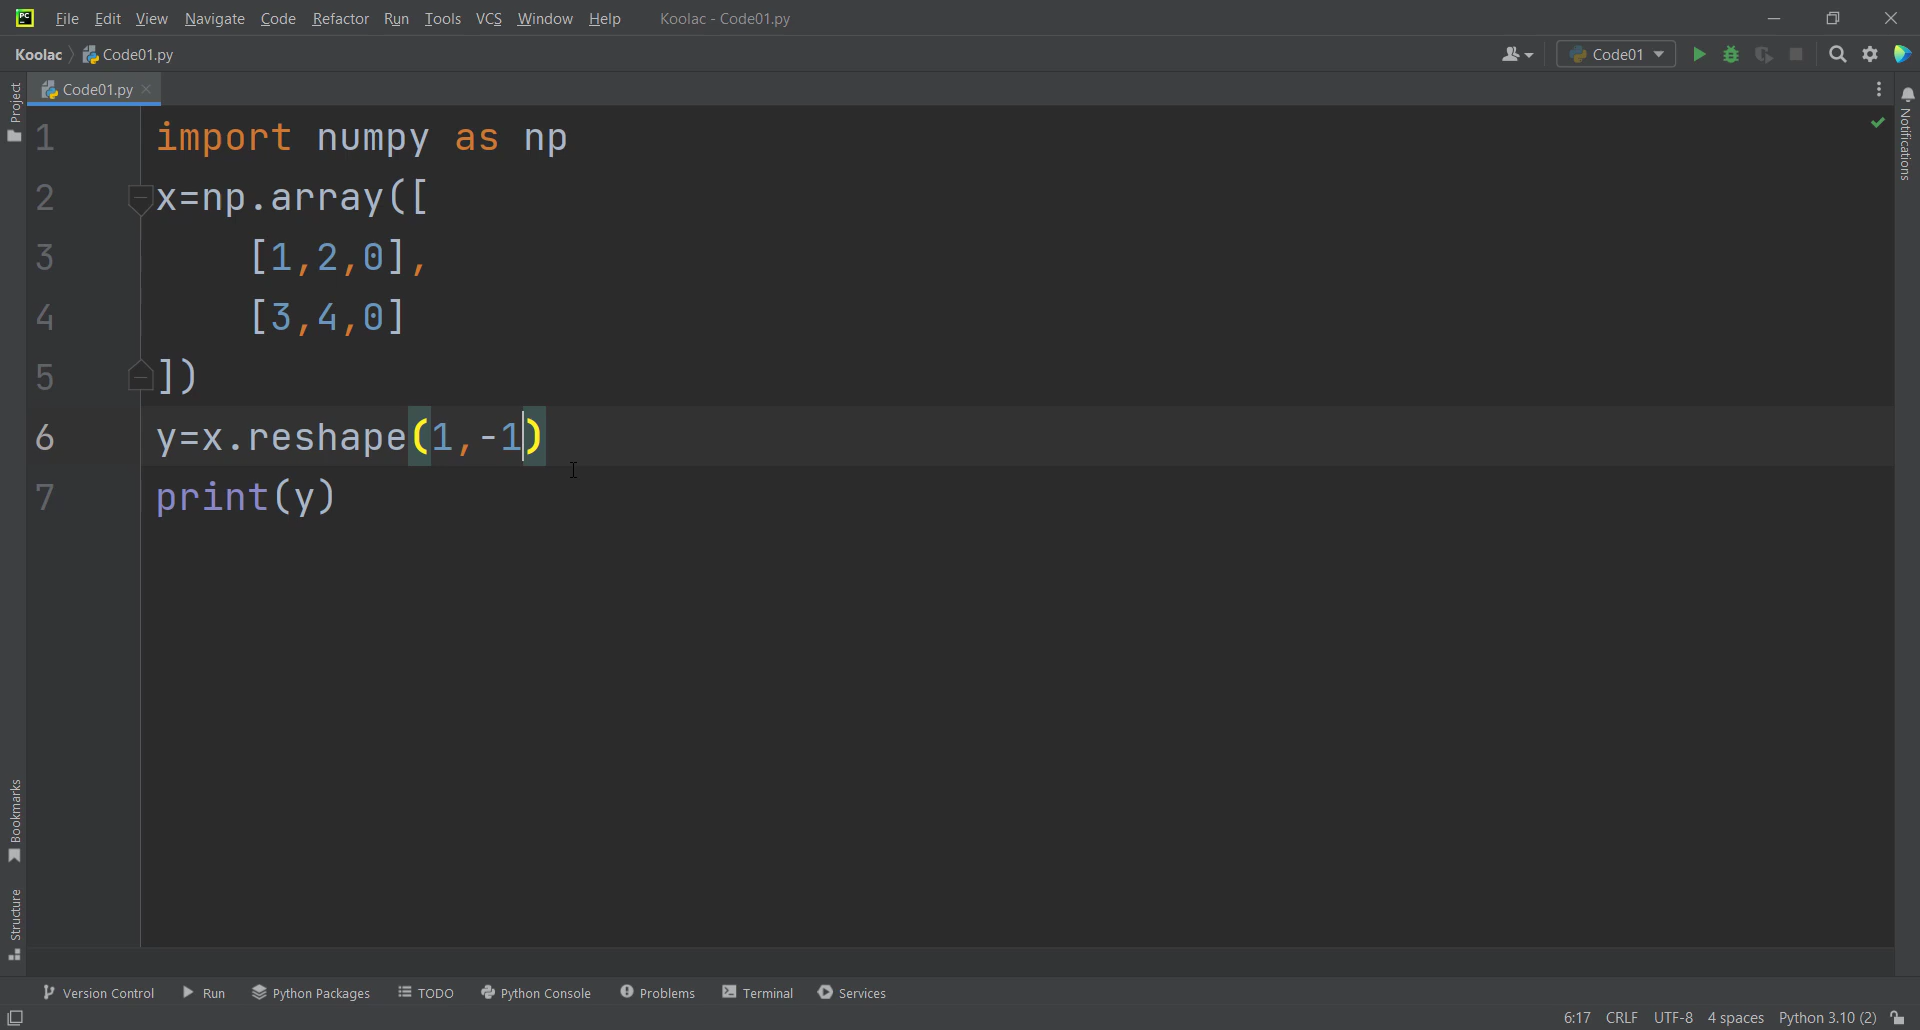 PC File Edit View Navigate Code Refactor Run Tools VCS Window Help Koolac - Code01.py
Koolac Code01.py Code01
Code01.py
Project
Notifications
1 import numpy as np
2 x=np.array([
3 [1,2,0],
4 [3,4,0]
5 ])
6 y=x.reshape(1,-1)
7 print(y)
Bookmarks
Structure
Version Control Run Python Packages TODO Python Console Problems Terminal Services
6:17 CRLF UTF-8 4 spaces Python 3.10 (2)